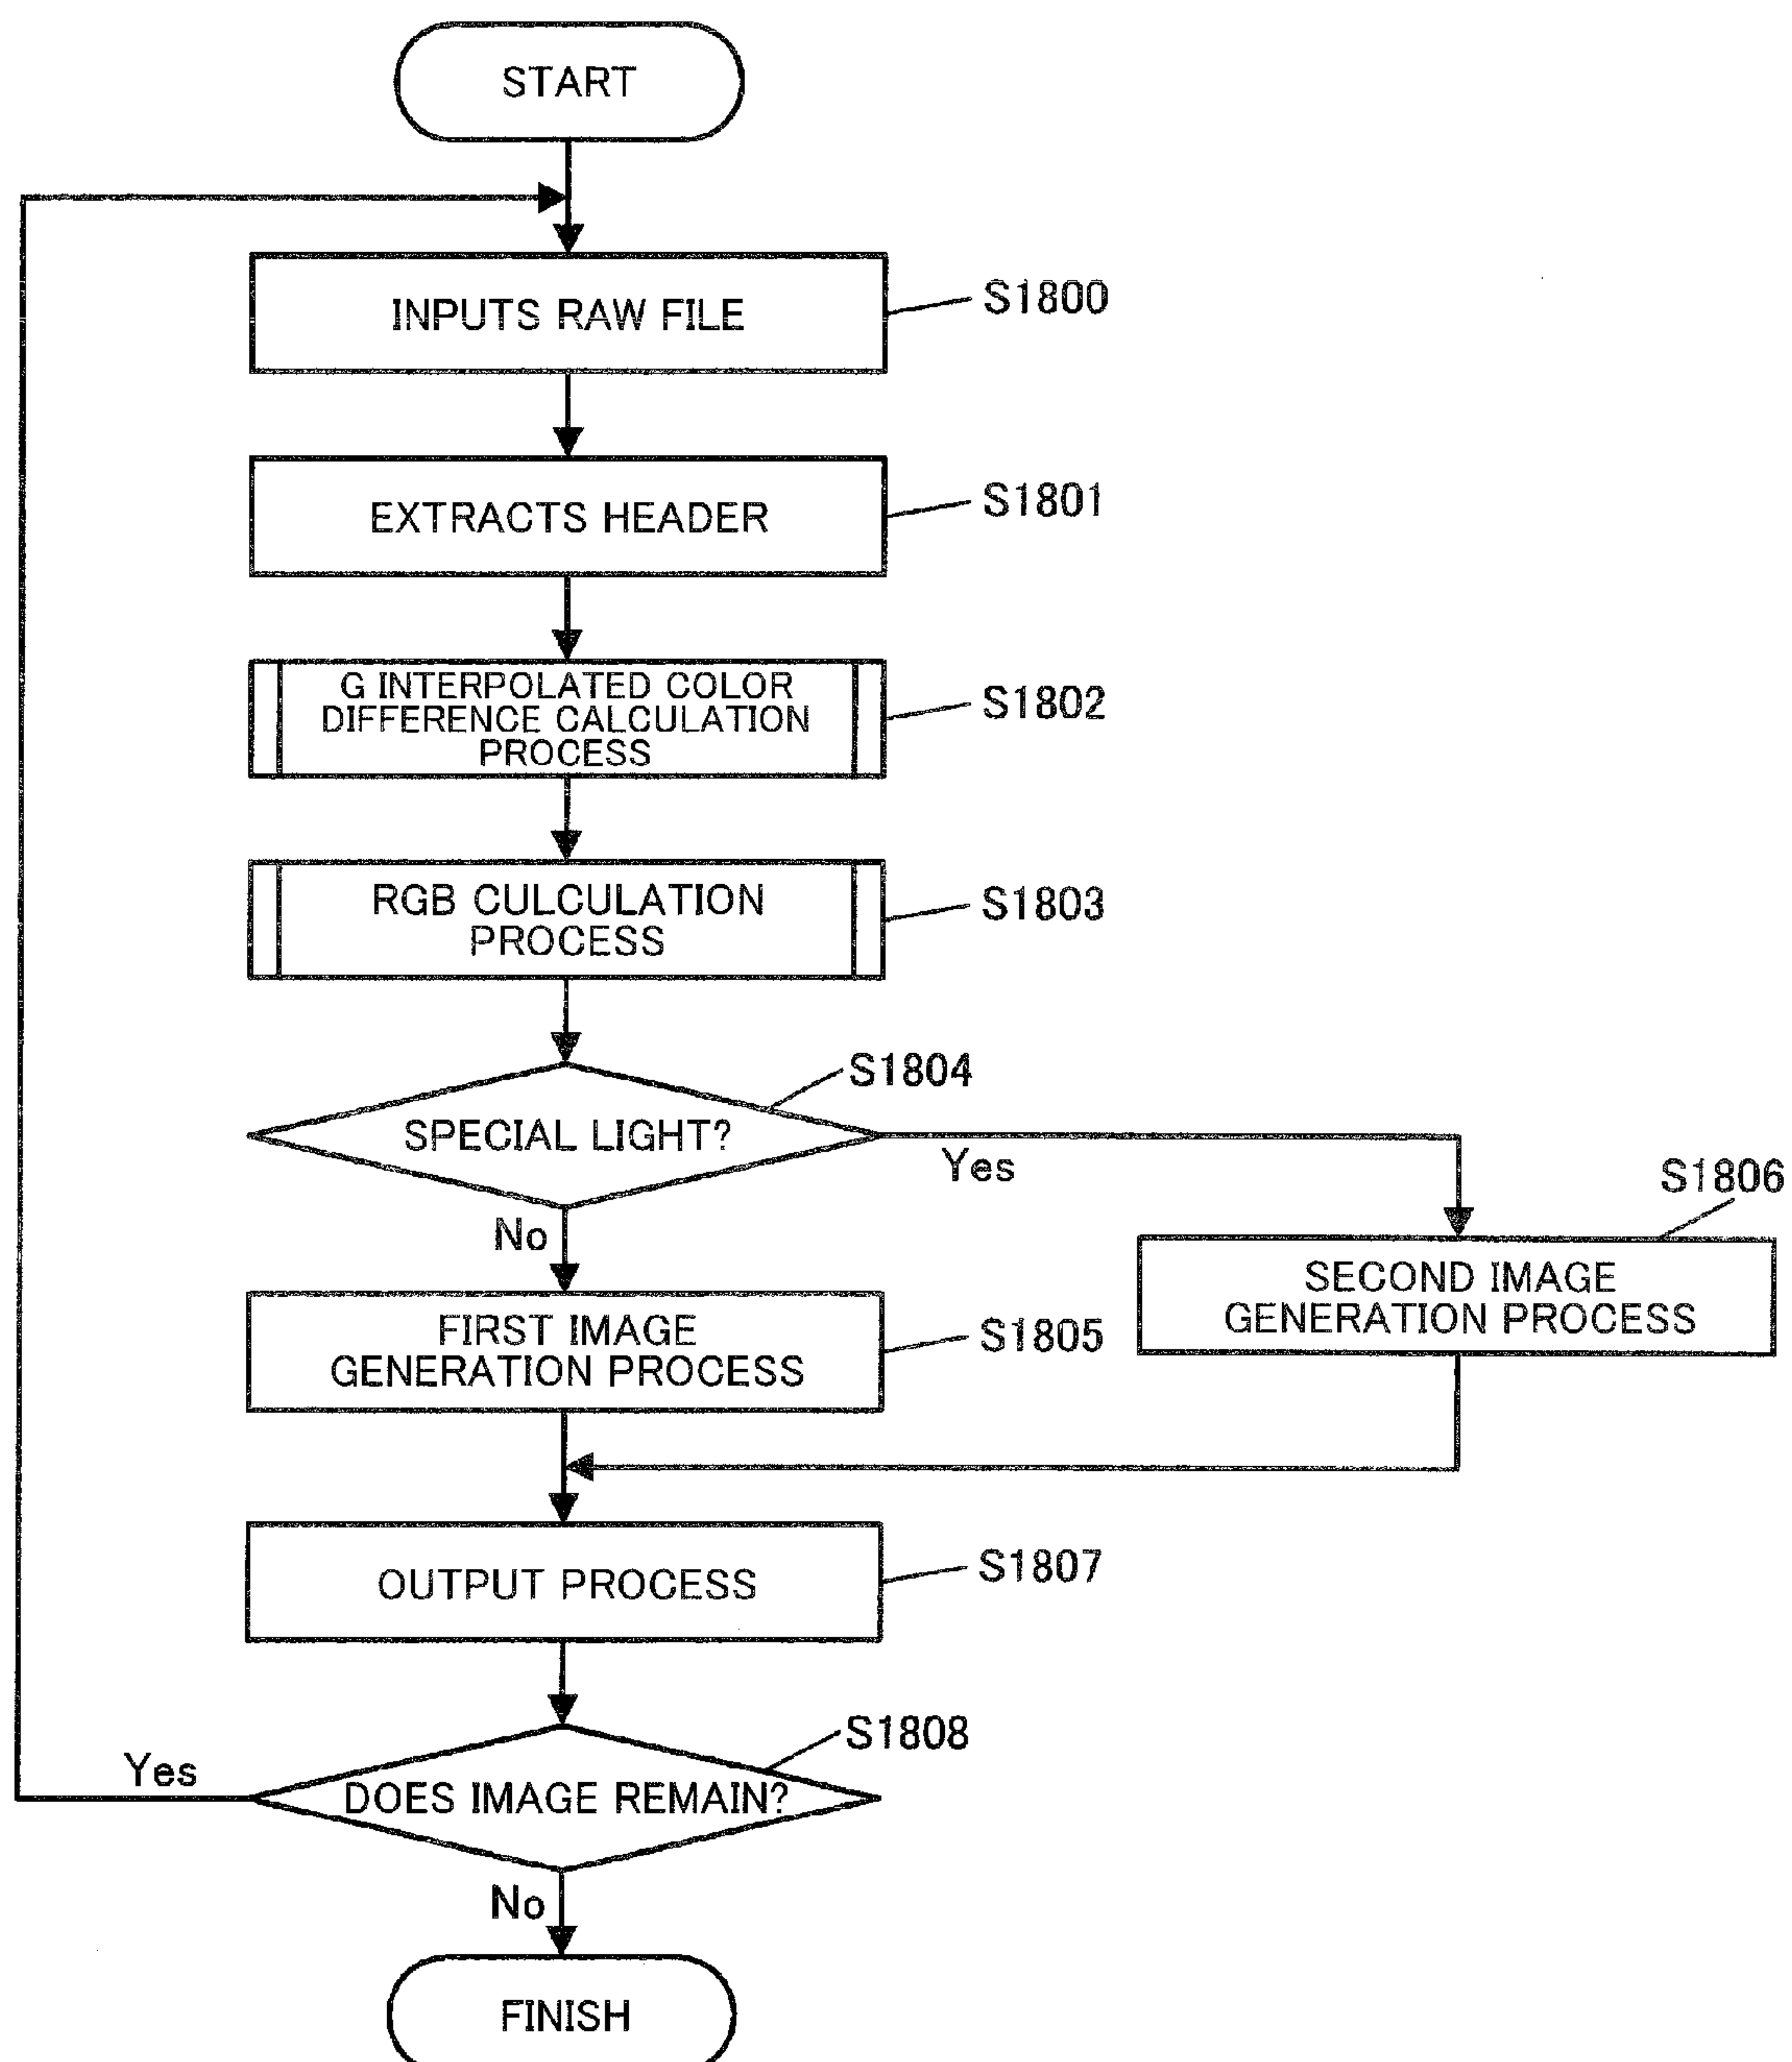 START
INPUTS RAW FILE
S1800
EXTRACTS HEADER
S1801
G INTERPOLATED COLOR
DIFFERENCE CALCULATION
PROCESS
S1802
RGB CULCULATION
PROCESS
S1803
S1804
SPECIAL LIGHT?
Yes
No
S1806
SECOND IMAGE
GENERATION PROCESS
FIRST IMAGE
GENERATION PROCESS
S1805
OUTPUT PROCESS
S1807
S1808
Yes
DOES IMAGE REMAIN?
No
FINISH